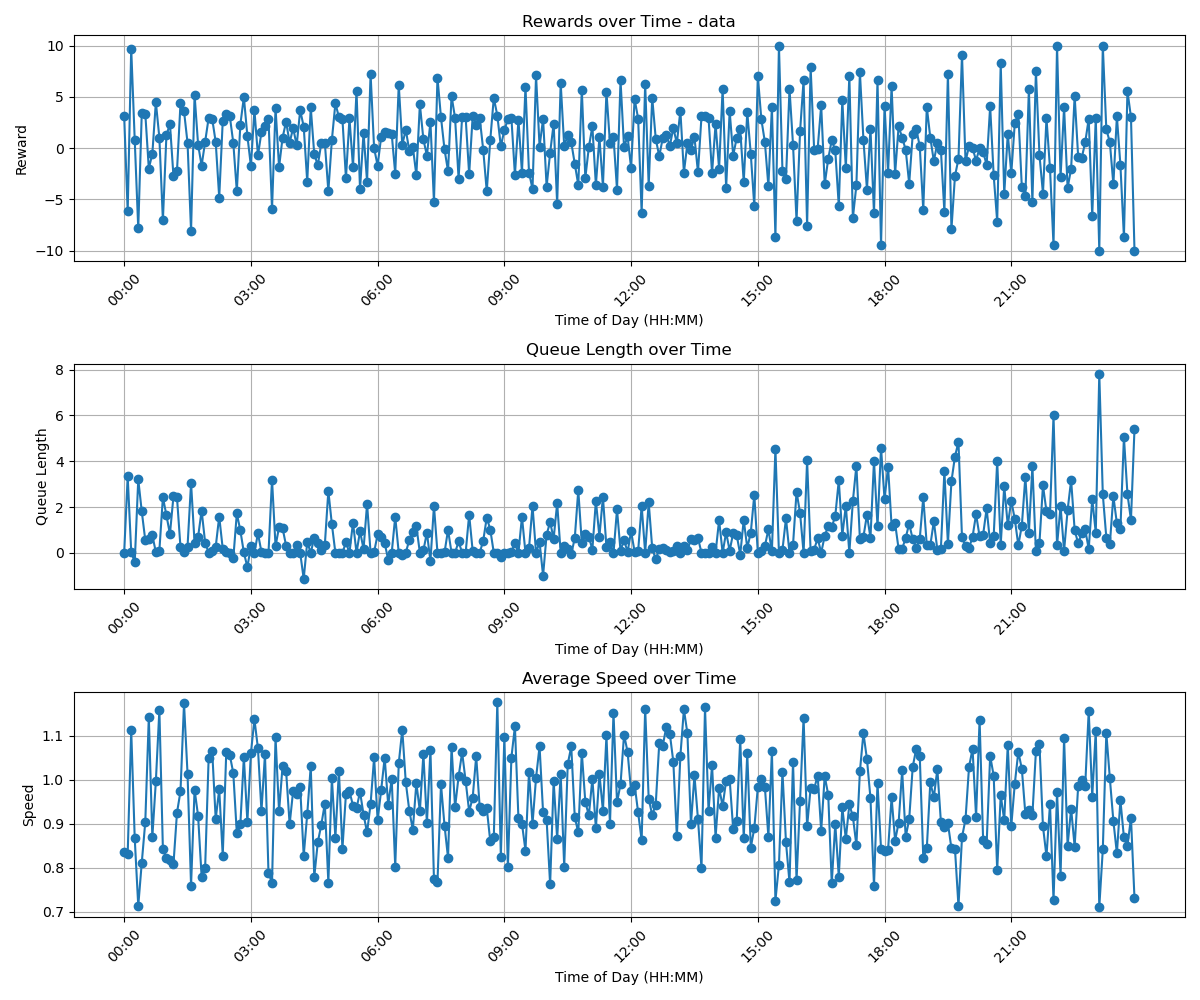 Rewards over Time - data
10
5
0
−5
−10
Reward
00:00 03:00 06:00 09:00 12:00 15:00 18:00 21:00
Time of Day (HH:MM)
Queue Length over Time
8
6
4
2
0
Queue Length
00:00 03:00 06:00 09:00 12:00 15:00 18:00 21:00
Time of Day (HH:MM)
Average Speed over Time
1.1
1.0
0.9
0.8
0.7
Speed
00:00 03:00 06:00 09:00 12:00 15:00 18:00 21:00
Time of Day (HH:MM)